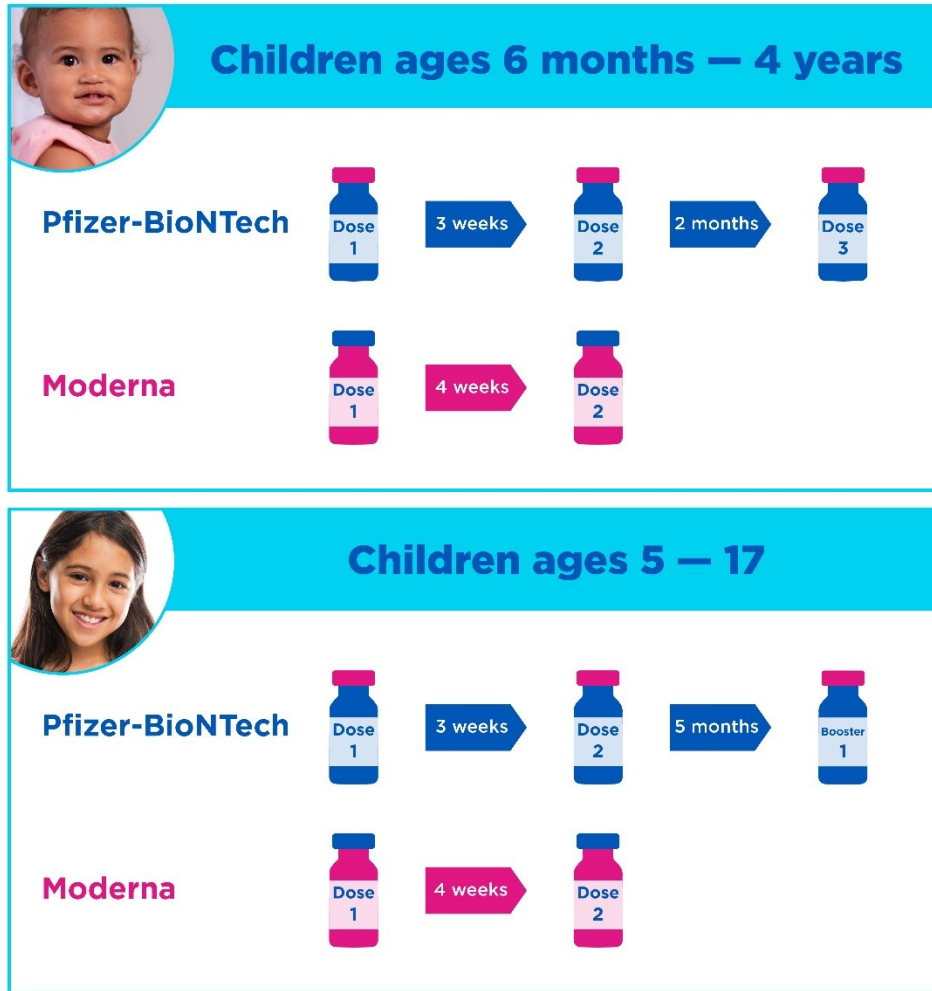 Children ages 6 months — 4 years
Pfizer-BioNTech
Dose
1
3 weeks
Dose
2
2 months
Dose
3
Moderna
Dose
1
4 weeks
Dose
2
Children ages 5 — 17
Pfizer-BioNTech
Dose
1
3 weeks
Dose
2
5 months
Booster
1
Moderna
Dose
1
4 weeks
Dose
2